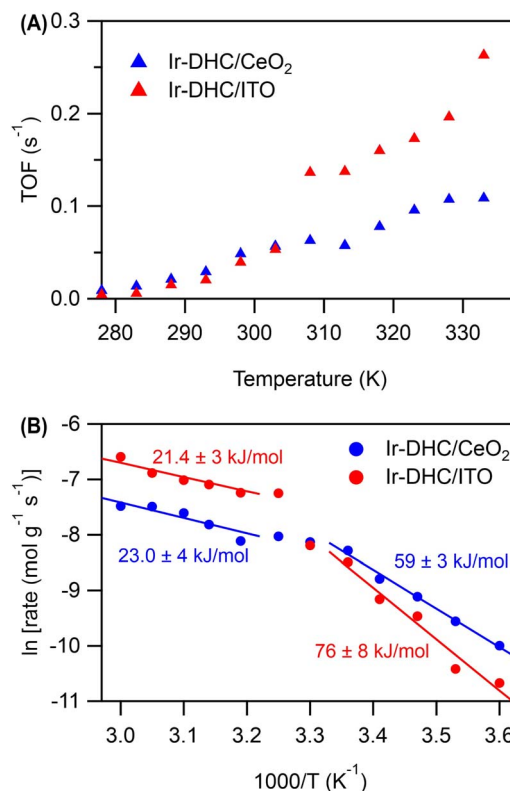 (A)
0.3
0.2
0.1
0.0
TOF (s⁻¹)
Ir-DHC/CeO₂
Ir-DHC/ITO
280 290 300 310 320 330
Temperature (K)
(B)
-6
-7
-8
-9
-10
-11
ln [rate (mol g⁻¹ s⁻¹)]
21.4 ± 3 kJ/mol
Ir-DHC/CeO₂
Ir-DHC/ITO
23.0 ± 4 kJ/mol
59 ± 3 kJ/mol
76 ± 8 kJ/mol
3.0 3.1 3.2 3.3 3.4 3.5 3.6
1000/T (K⁻¹)